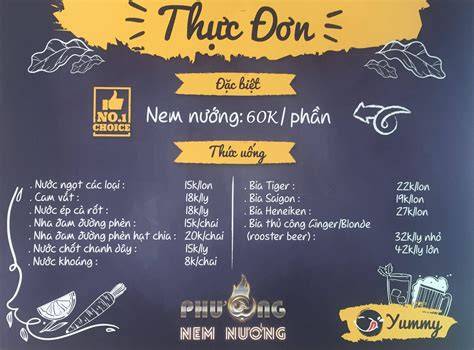 Thực Đơn
Đặc biệt
NO.1
CHOICE
Nem nướng: 60K/phần
Thức uống
. Nước ngọt các loại : 15k/lon
. Cam vắt : 18k/ly
. Nước ép cà rốt : 18k/ly
. Nha đam đường phèn : 15k/chai
. Nha đam đường phèn hạt chia : 20k/chai
. Nước chốt chanh dây : 15k/ly
. Nước khoáng : 8k/chai
. Bia Tiger : 22k/lon
. Bia Saigon : 19k/lon
. Bia Heneiken : 27k/lon
. Bia thủ công Ginger/Blonde
(rooster beer) : 32k/ly nhỏ
42k/ly lớn
PHƯỢNG
NEM NƯỚNG
Yummy